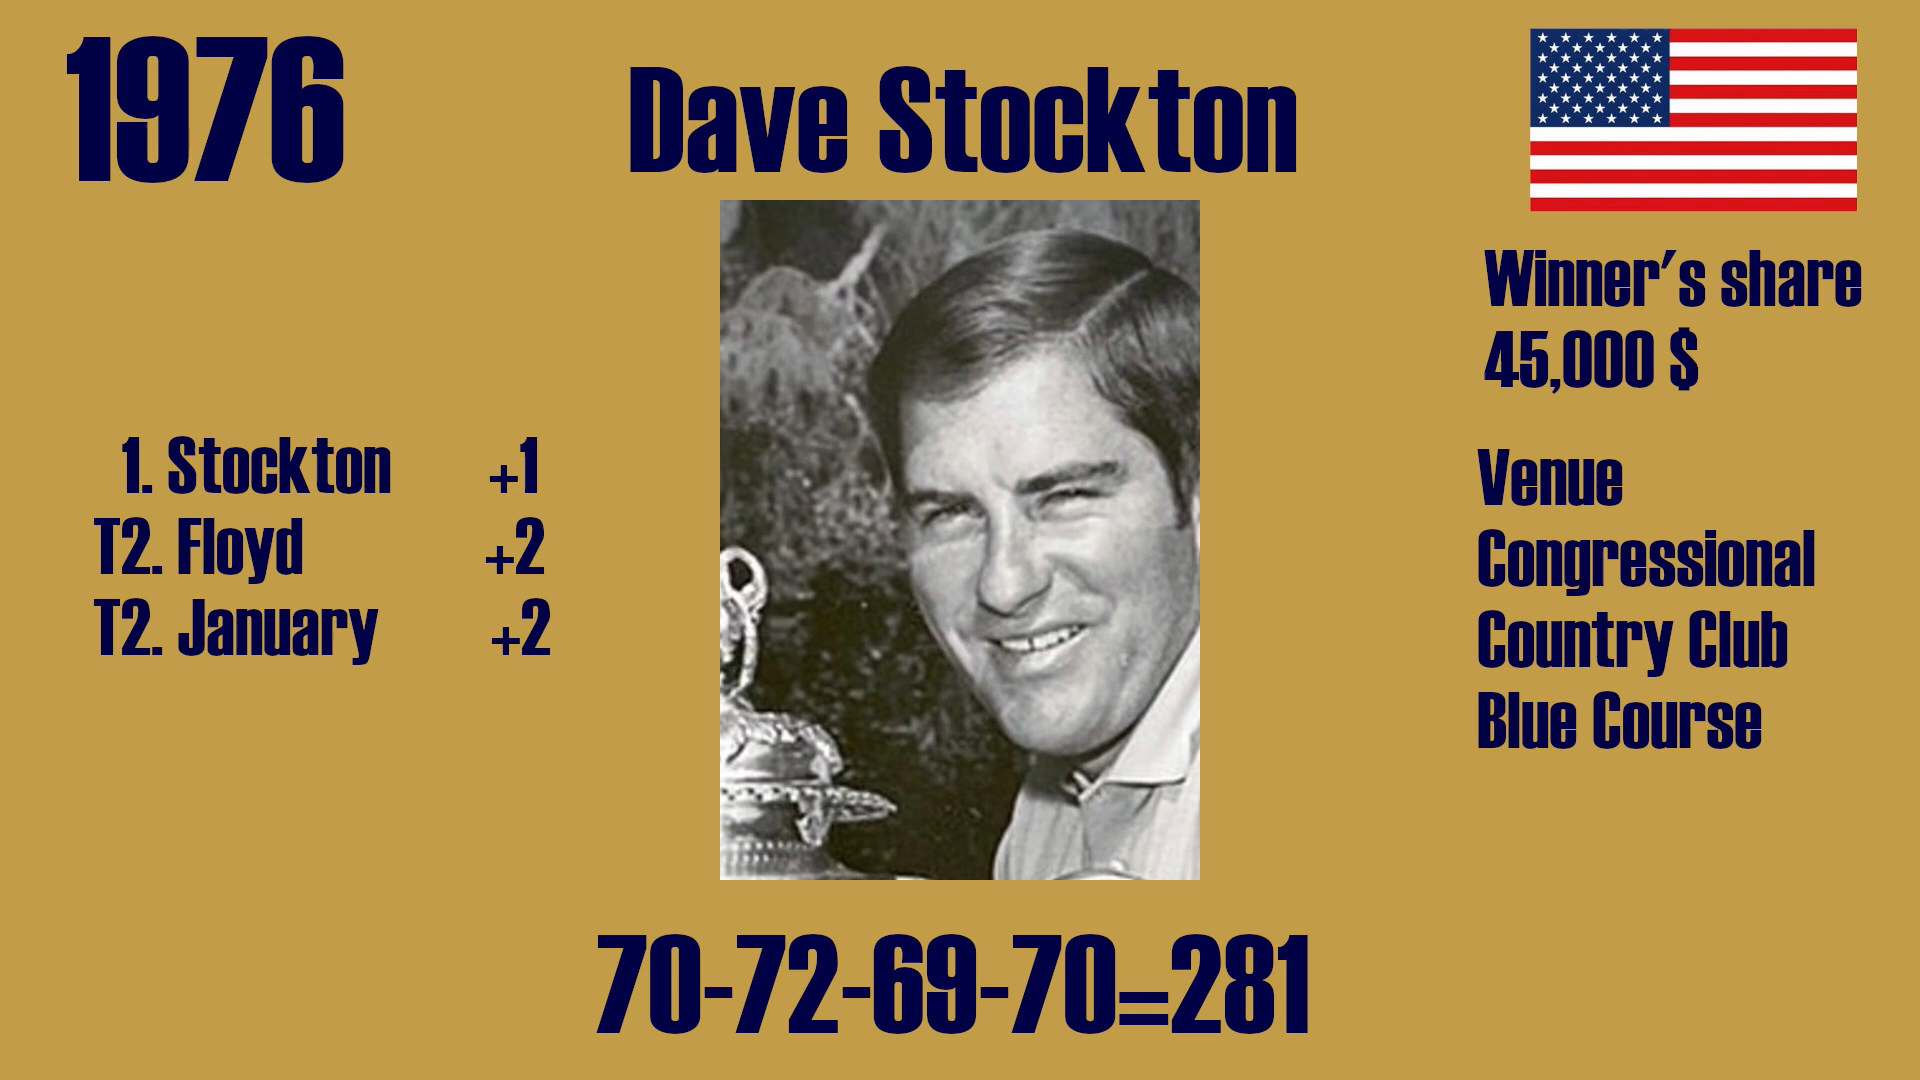 1976
Dave Stockton
Winner's share
45,000 $
1. Stockton +1
T2. Floyd +2
T2. January +2
Venue
Congressional
Country Club
Blue Course
70-72-69-70=281